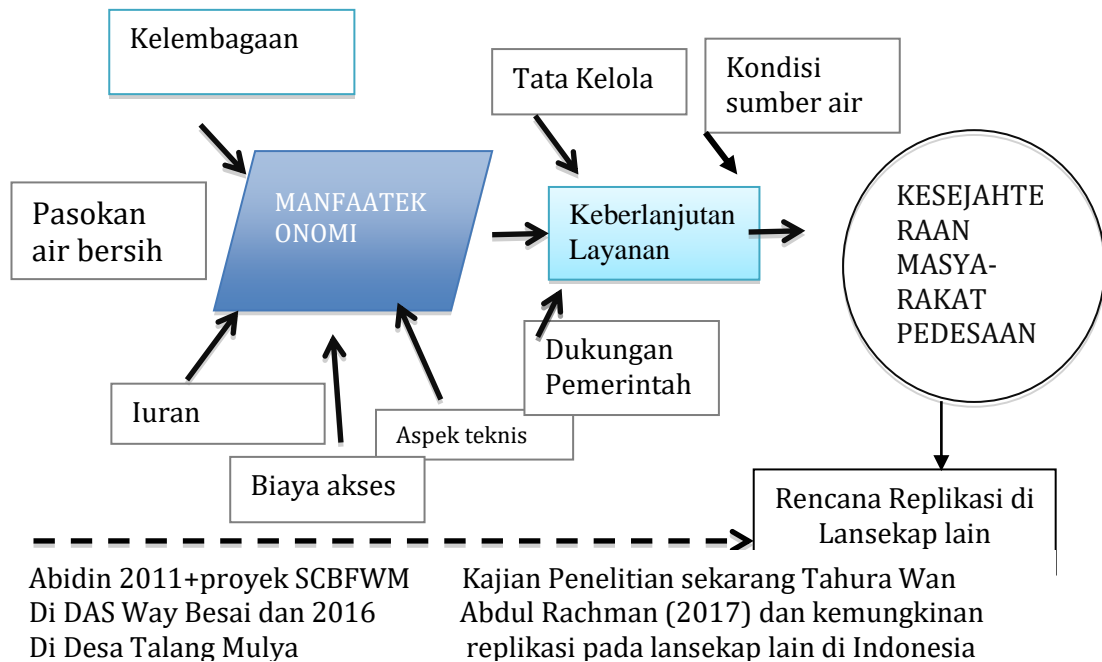 Kelembagaan
Tata Kelola
Kondisi
sumber air
Pasokan
air bersih
MANFAATEK
ONOMI
Keberlanjutan
Layanan
KESEJAHTE
RAAN
MASYA-
RAKAT
PEDESAAN
Iuran
Biaya akses
Aspek teknis
Dukungan
Pemerintah
Rencana Replikasi di
Lansekap lain
Abidin 2011+proyek SCBFWM
Di DAS Way Besai dan 2016
Di Desa Talang Mulya
Kajian Penelitian sekarang Tahura Wan
Abdul Rachman (2017) dan kemungkinan
replikasi pada lansekap lain di Indonesia